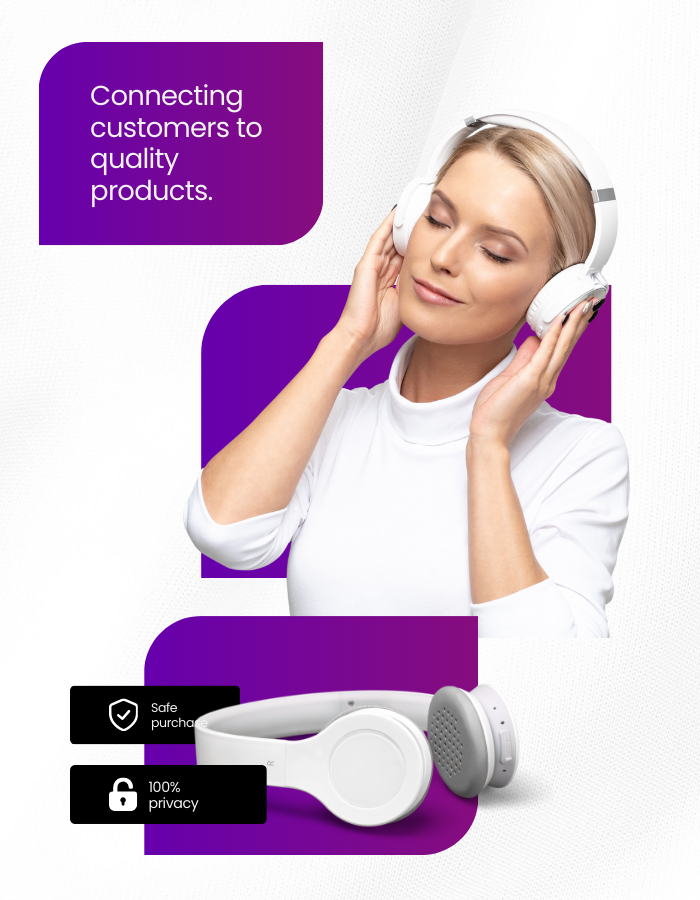 Connecting
customers to
quality
products.
Safe
purchase
100%
privacy